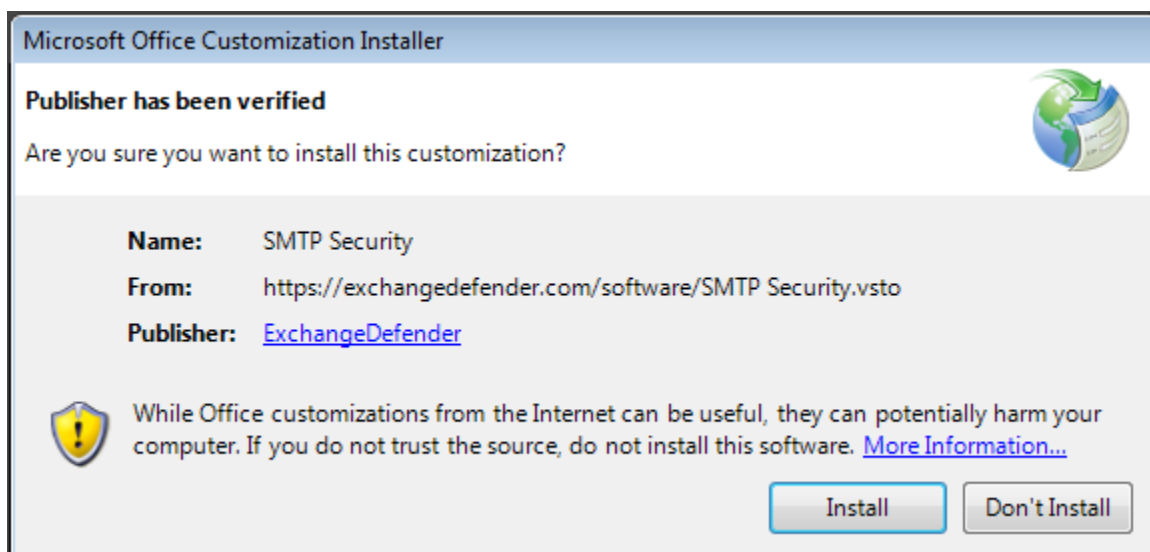 Microsoft Office Customization Installer
Publisher has been verified
Are you sure you want to install this customization?
Name: SMTP Security
From: https://exchangedefender.com/software/SMTP Security.vsto
Publisher: ExchangeDefender
While Office customizations from the Internet can be useful, they can potentially harm your
computer. If you do not trust the source, do not install this software. More Information...
Install Don't Install